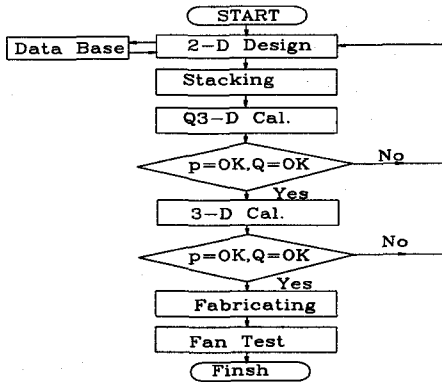 START
2-D Design
Data Base
Stacking
Q3-D Cal.
p=OK,Q=OK
No
Yes
3-D Cal.
p=OK,Q=OK
No
Yes
Fabricating
Fan Test
Finsh